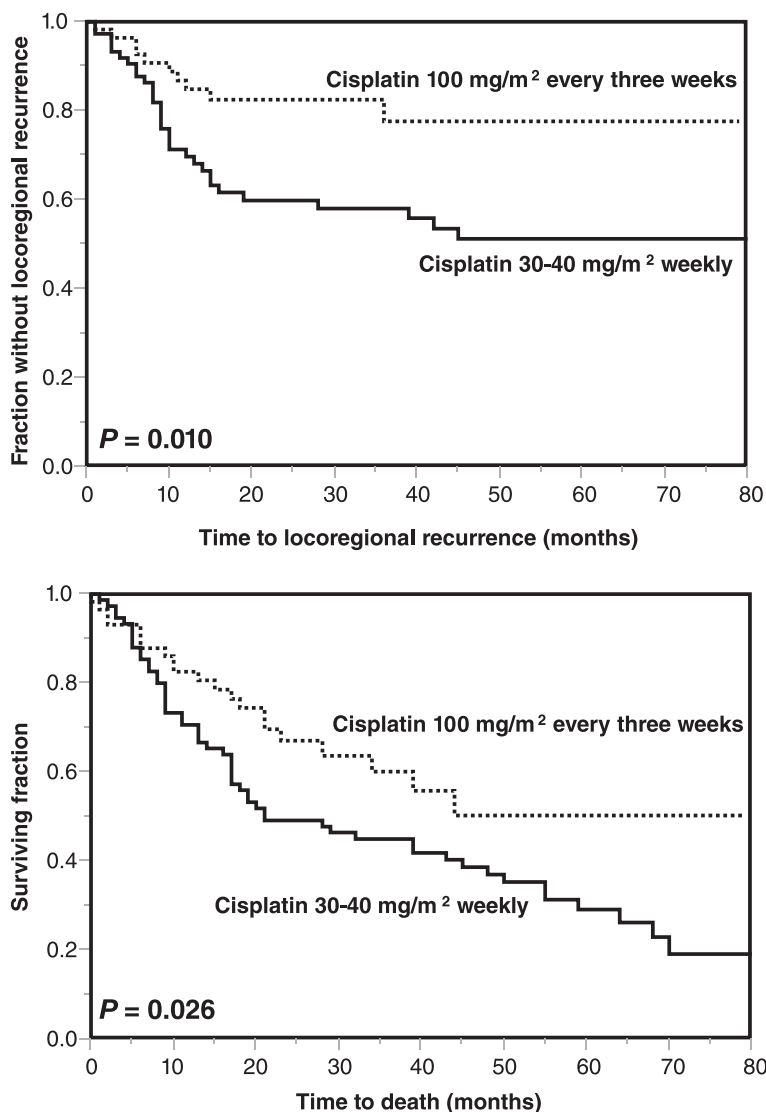 Fraction without locoregional recurrence
1.0
0.8
0.6
0.4
0.2
0.0
Cisplatin 100 mg/m² every three weeks
Cisplatin 30-40 mg/m² weekly
P = 0.010
0 10 20 30 40 50 60 70 80
Time to locoregional recurrence (months)
Surviving fraction
1.0
0.8
0.6
0.4
0.2
0.0
Cisplatin 100 mg/m² every three weeks
Cisplatin 30-40 mg/m² weekly
P = 0.026
0 10 20 30 40 50 60 70 80
Time to death (months)